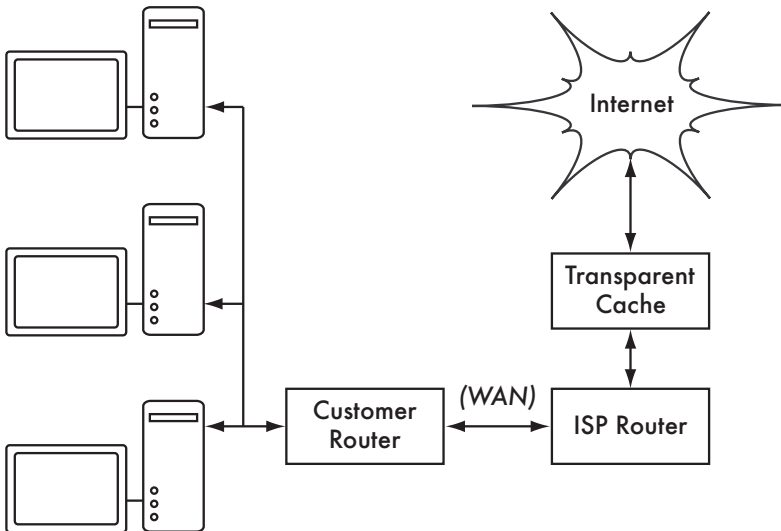 Internet
Transparent
Cache
Customer
Router
(WAN)
ISP Router